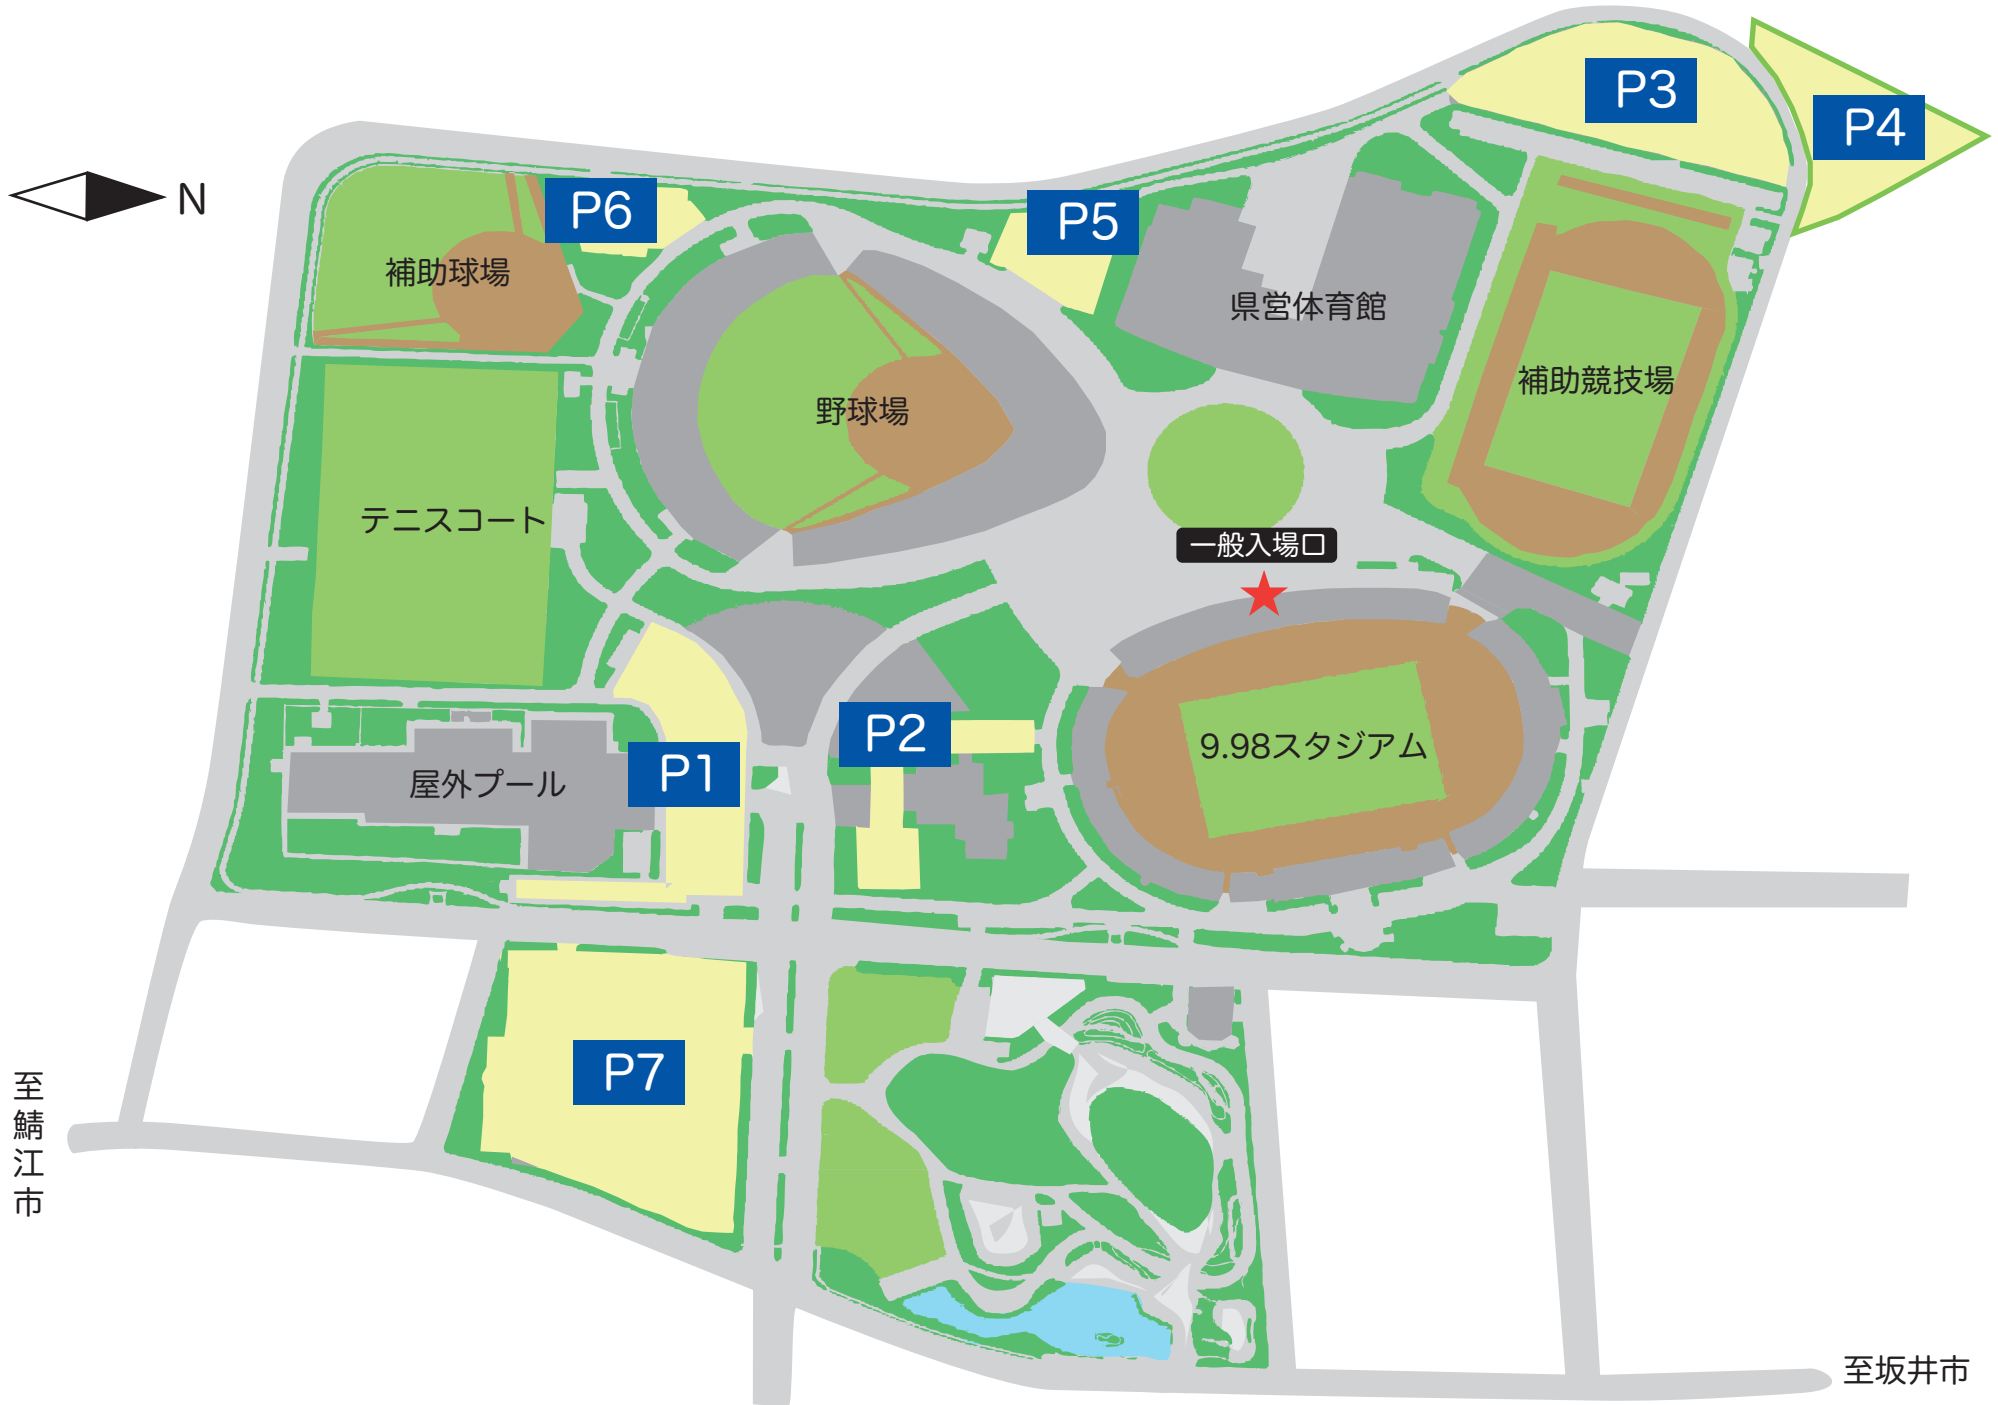 P3
P4
N
P6
P5
補助球場
県営体育館
補助競技場
野球場
テニスコート
一般入場口
P2
9.98スタジアム
P1
屋外プール
P7
至鯖江市
至坂井市